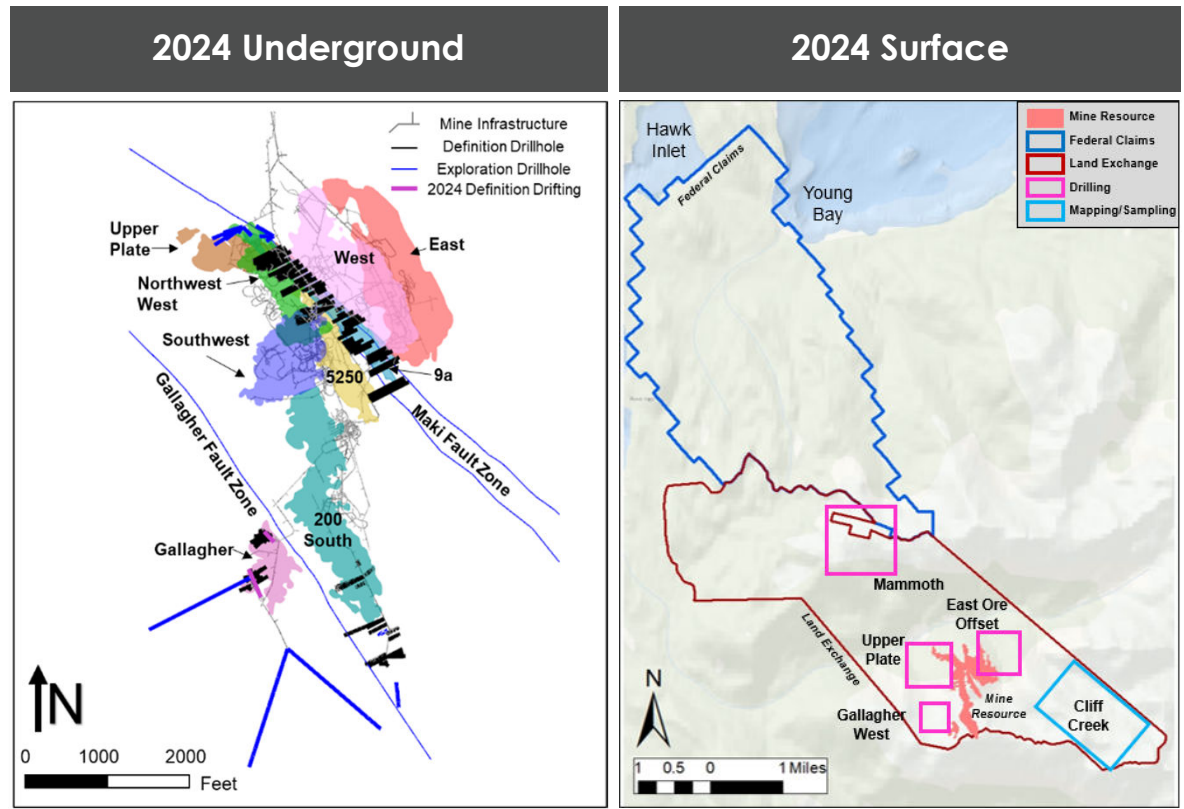 2024 Underground
Mine Infrastructure
Definition Drillhole
Exploration Drillhole
2024 Definition Drifting
Upper
Plate
East
West
Northwest
West
Southwest
5250
9a
Gallagher Fault Zone
Maki Fault Zone
200
South
Gallagher
N
0 1000 2000
Feet
2024 Surface
Mine Resource
Federal Claims
Land Exchange
Drilling
Mapping/Sampling
Hawk
Inlet
Federal Claims
Young
Bay
Mammoth
East Ore
Offset
Upper
Plate
Land Exchange
Mine
Resource
Gallagher
West
Cliff
Creek
N
1 0.5 0 1 Miles